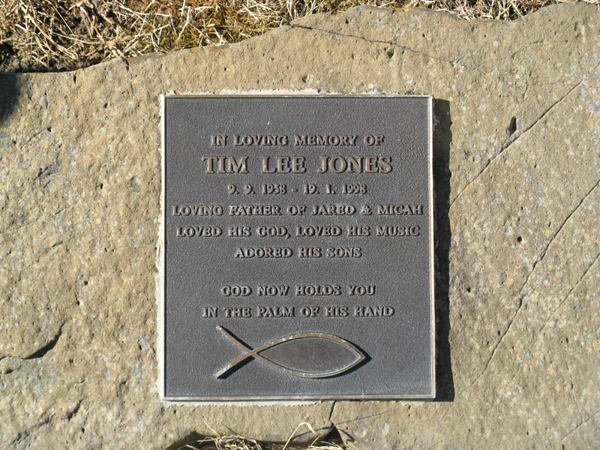 IN LOVING MEMORY OF
TIM LEE JONES
9. 9. 1958 - 19. 1. 1998
LOVING FATHER OF JARED & MICAH
LOVED HIS GOD, LOVED HIS MUSIC
ADORED HIS SONS
GOD NOW HOLDS YOU
IN THE PALM OF HIS HAND